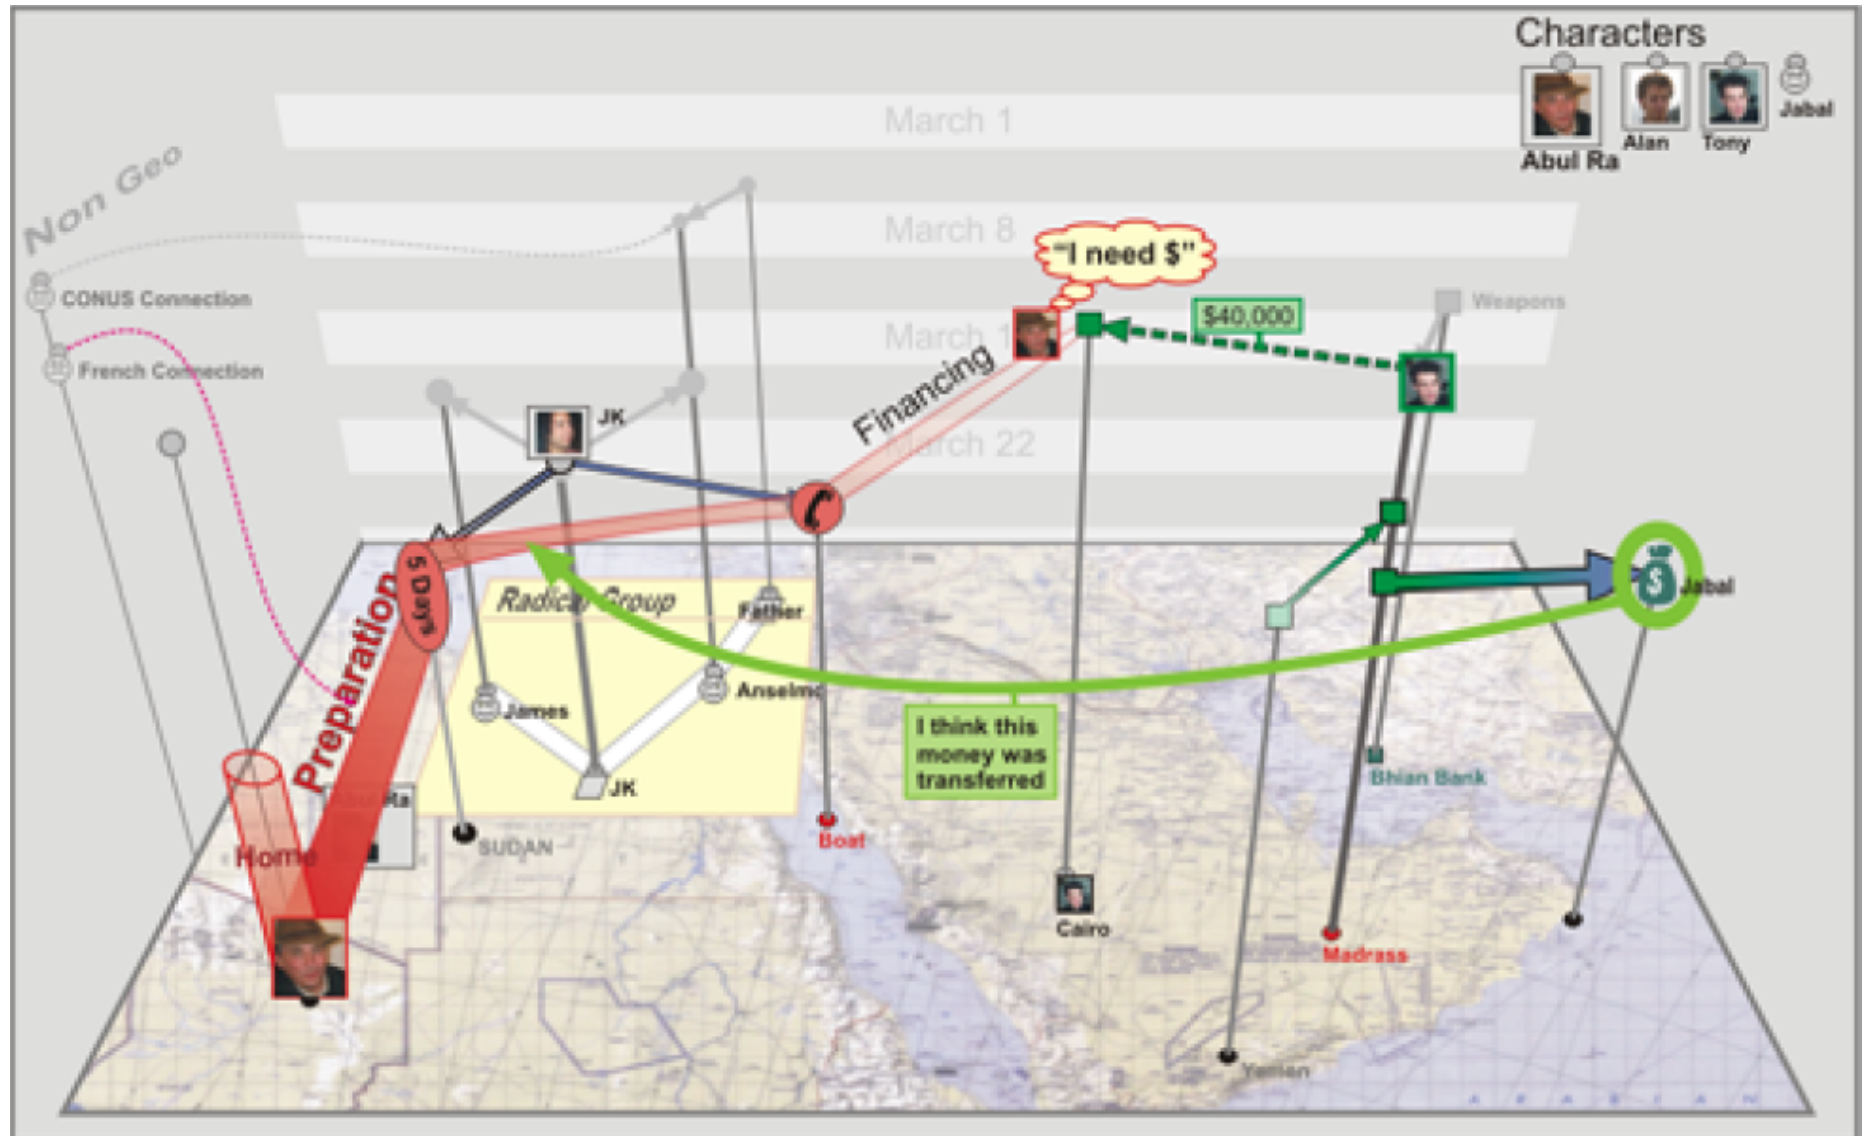 Characters
Abul Ra
Alan
Tony
Jabal
March 1
Non Geo
March 8
"I need $"
CONUS Connection
$40,000
Weapons
March 1
French Connection
Financing
JK
March 22
5 Days
Jabal
Radical Group
Father
Preparation
Anselmo
James
I think this
money was
transferred
Bhian Bank
JK
Boat
SUDAN
Home
Cairo
Madrass
Yemen
A R A B I A N